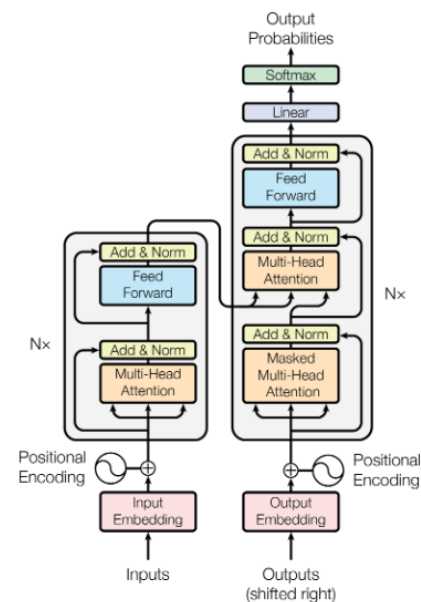 Output
Probabilities
Softmax
Linear
Add & Norm
Feed
Forward
Add & Norm
Multi-Head
Attention
Add & Norm
Masked
Multi-Head
Attention
N×
Positional
Encoding
Output
Embedding
Outputs
(shifted right)
Add & Norm
Feed
Forward
Add & Norm
Multi-Head
Attention
N×
Positional
Encoding
Input
Embedding
Inputs